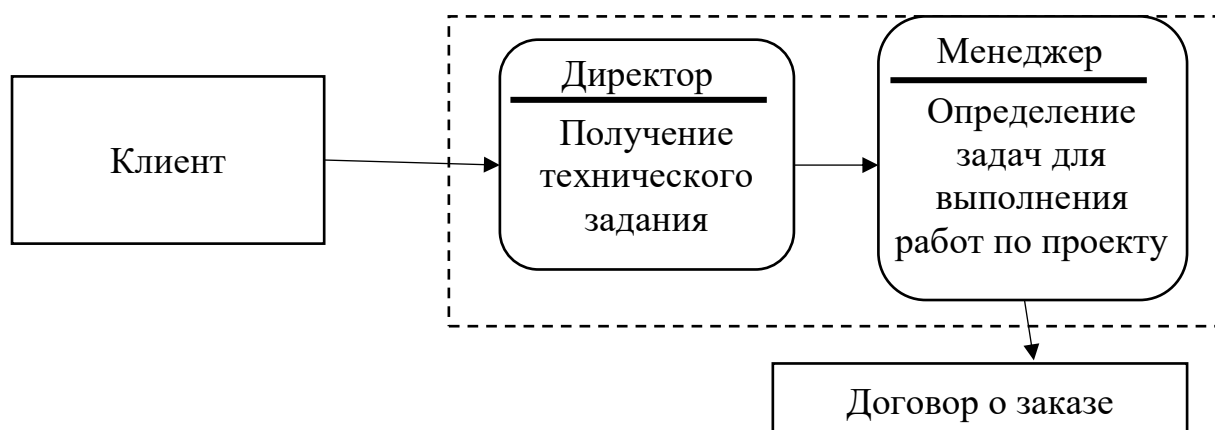 Клиент
Директор
Получение
технического
задания
Менеджер
Определение
задач для
выполнения
работ по проекту
Договор о заказе